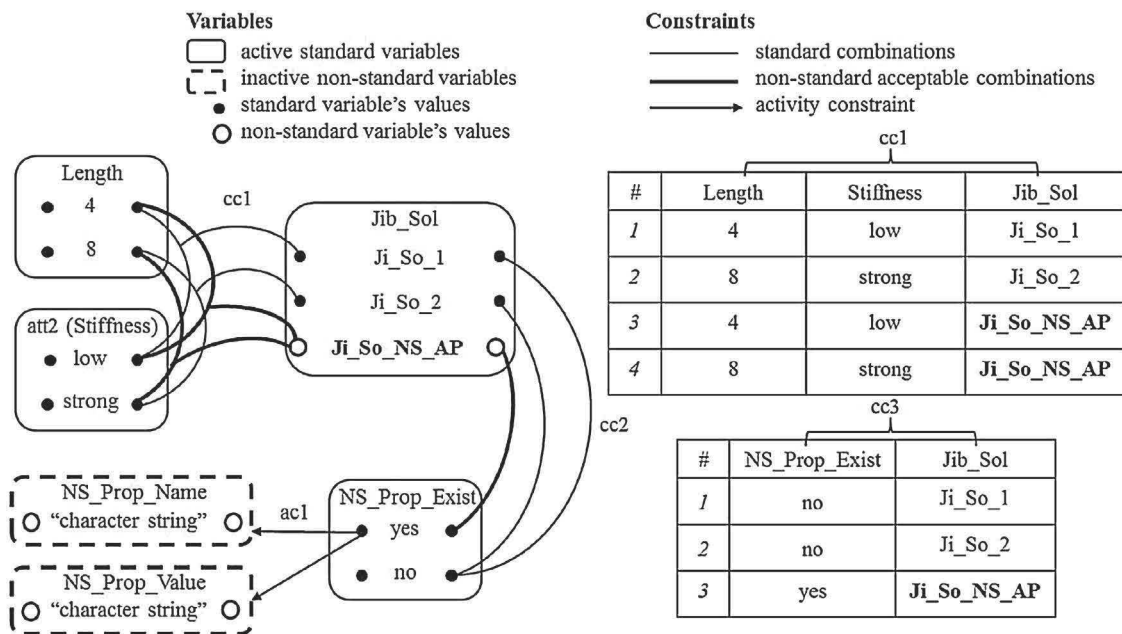 Variables
active standard variables
inactive non-standard variables
standard variable's values
non-standard variable's values
Constraints
standard combinations
non-standard acceptable combinations
activity constraint
Length
4
8
att2 (Stiffness)
low
strong
cc1
Jib_Sol
Ji_So_1
Ji_So_2
Ji_So_NS_AP
cc2
NS_Prop_Exist
yes
no
ac1
NS_Prop_Name
"character string"
NS_Prop_Value
"character string"
cc1
# Length Stiffness Jib_Sol
1 4 low Ji_So_1
2 8 strong Ji_So_2
3 4 low Ji_So_NS_AP
4 8 strong Ji_So_NS_AP
cc3
# NS_Prop_Exist Jib_Sol
1 no Ji_So_1
2 no Ji_So_2
3 yes Ji_So_NS_AP